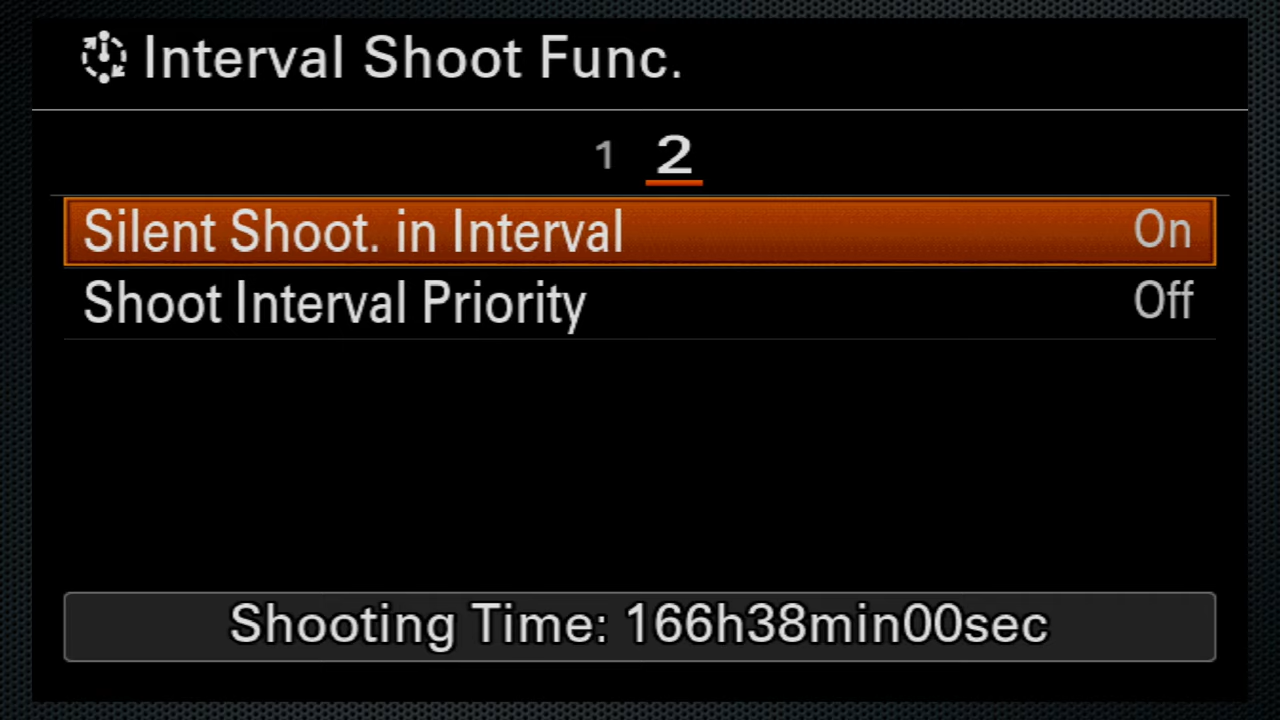 Interval Shoot Func.
1 2
Silent Shoot. in Interval On
Shoot Interval Priority Off
Shooting Time: 166h38min00sec